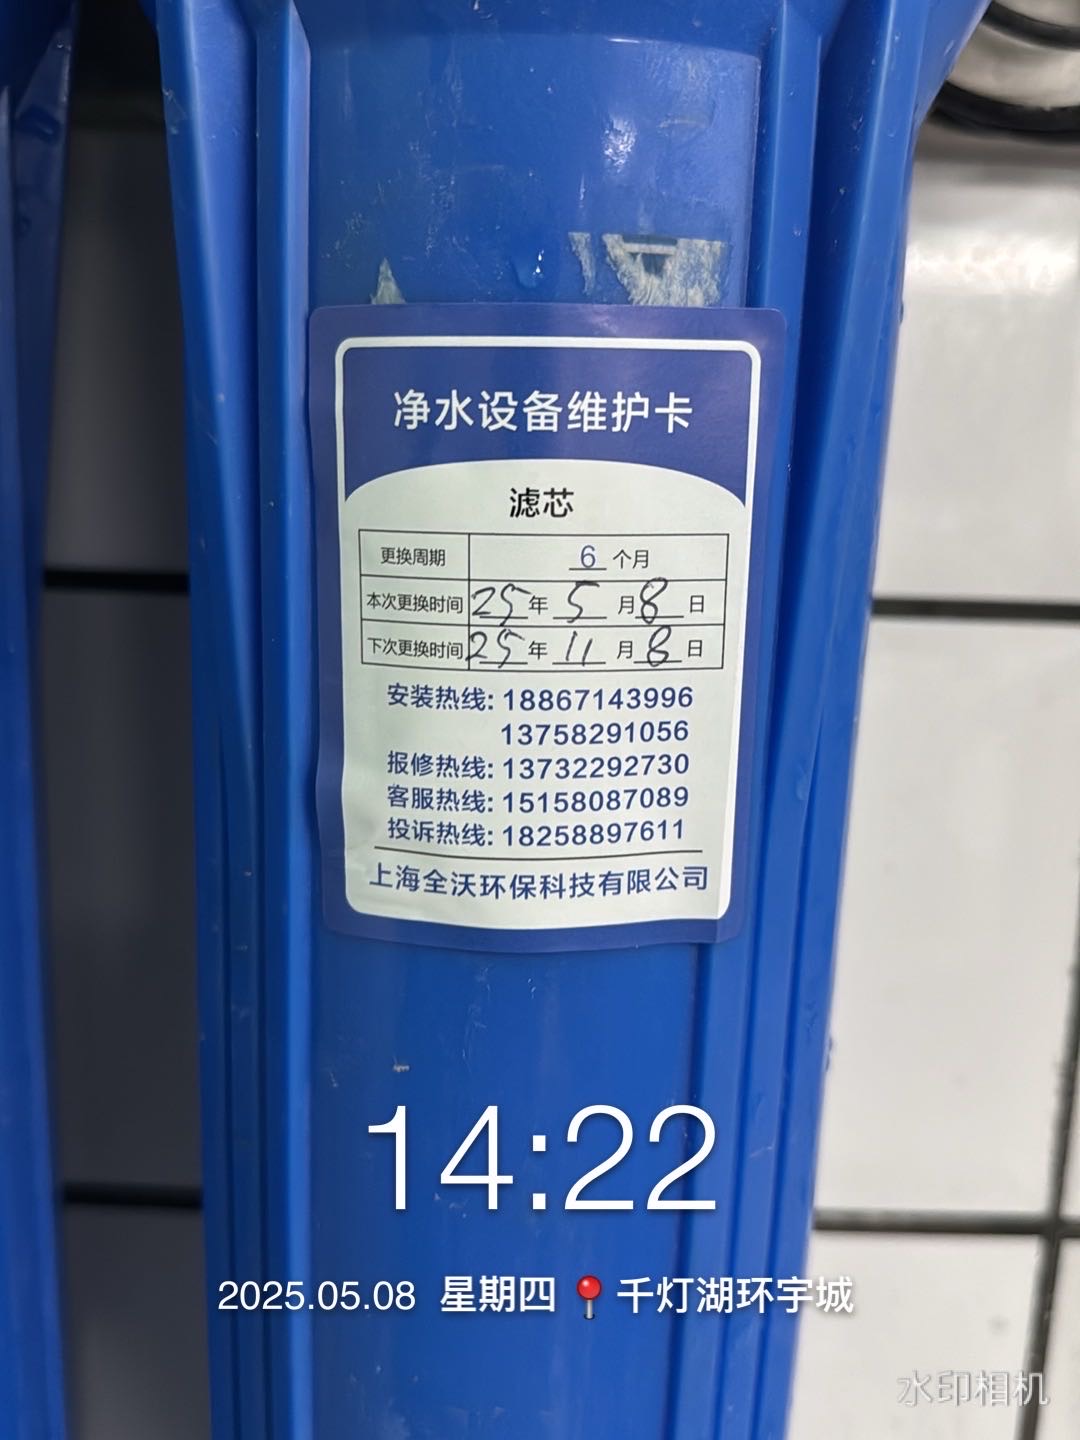 净水设备维护卡
滤芯
更换周期 6 个月
本次更换时间 25 年 5 月 8 日
下次更换时间 25 年 11 月 8 日
安装热线: 18867143996
13758291056
报修热线: 13732292730
客服热线: 15158087089
投诉热线: 18258897611
上海全沃环保科技有限公司
14:22
2025.05.08 星期四 📍千灯湖环宇城
水印相机